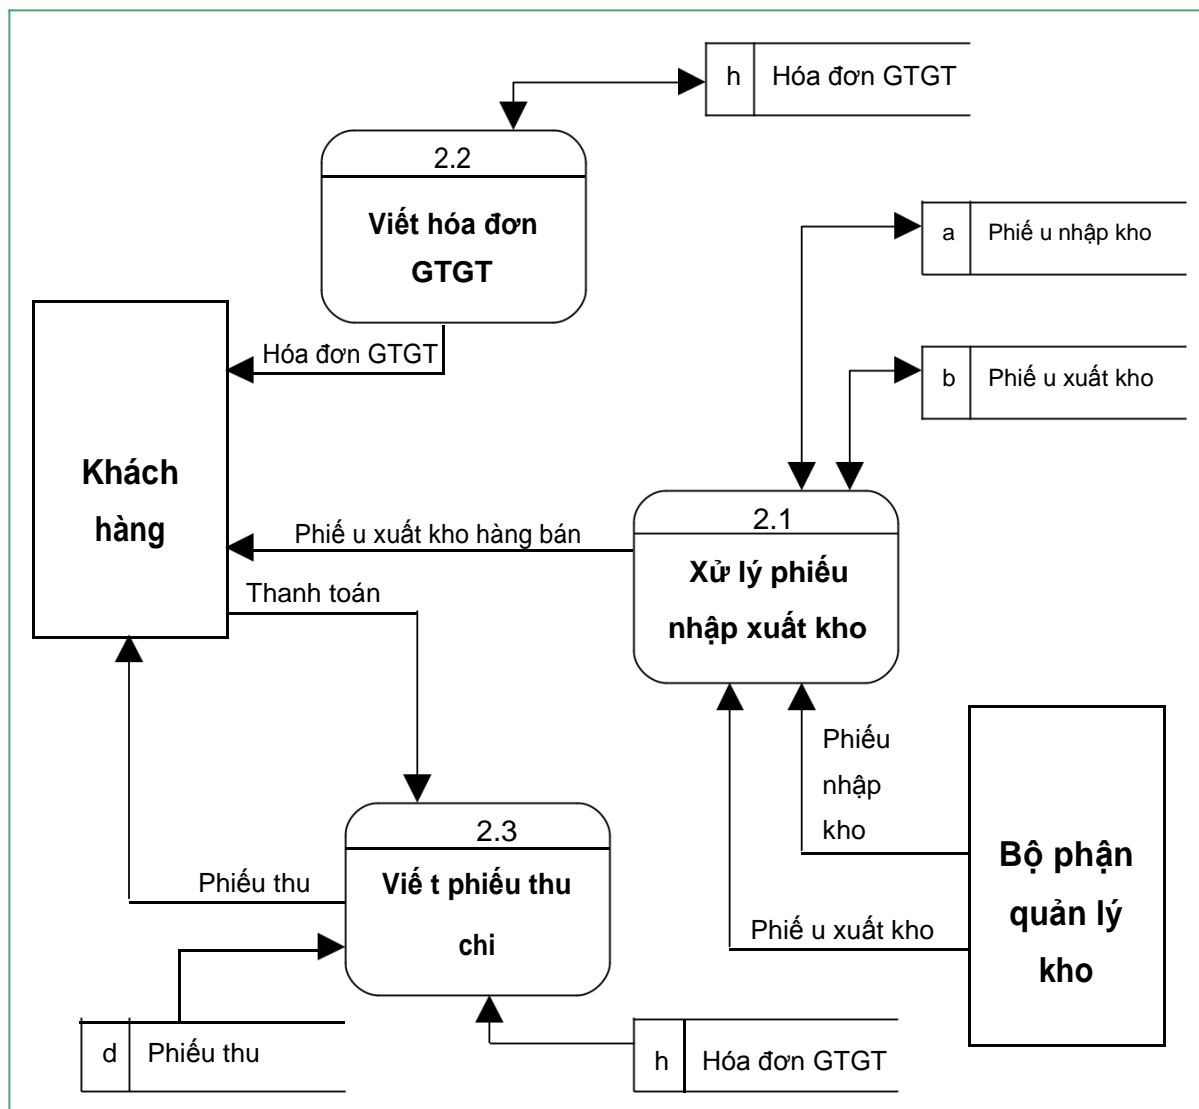 h Hóa đơn GTGT
2.2
Viết hóa đơn
GTGT
a Phiế u nhập kho
Hóa đơn GTGT
b Phiế u xuất kho
Khách
hàng
2.1
Phiế u xuất kho hàng bán
Xử lý phiếu
nhập xuất kho
Thanh toán
Phiếu
nhập
kho
2.3
Viế t phiếu thu
chi
Phiếu thu
Bộ phận
quản lý
kho
Phiế u xuất kho
d Phiếu thu
h Hóa đơn GTGT